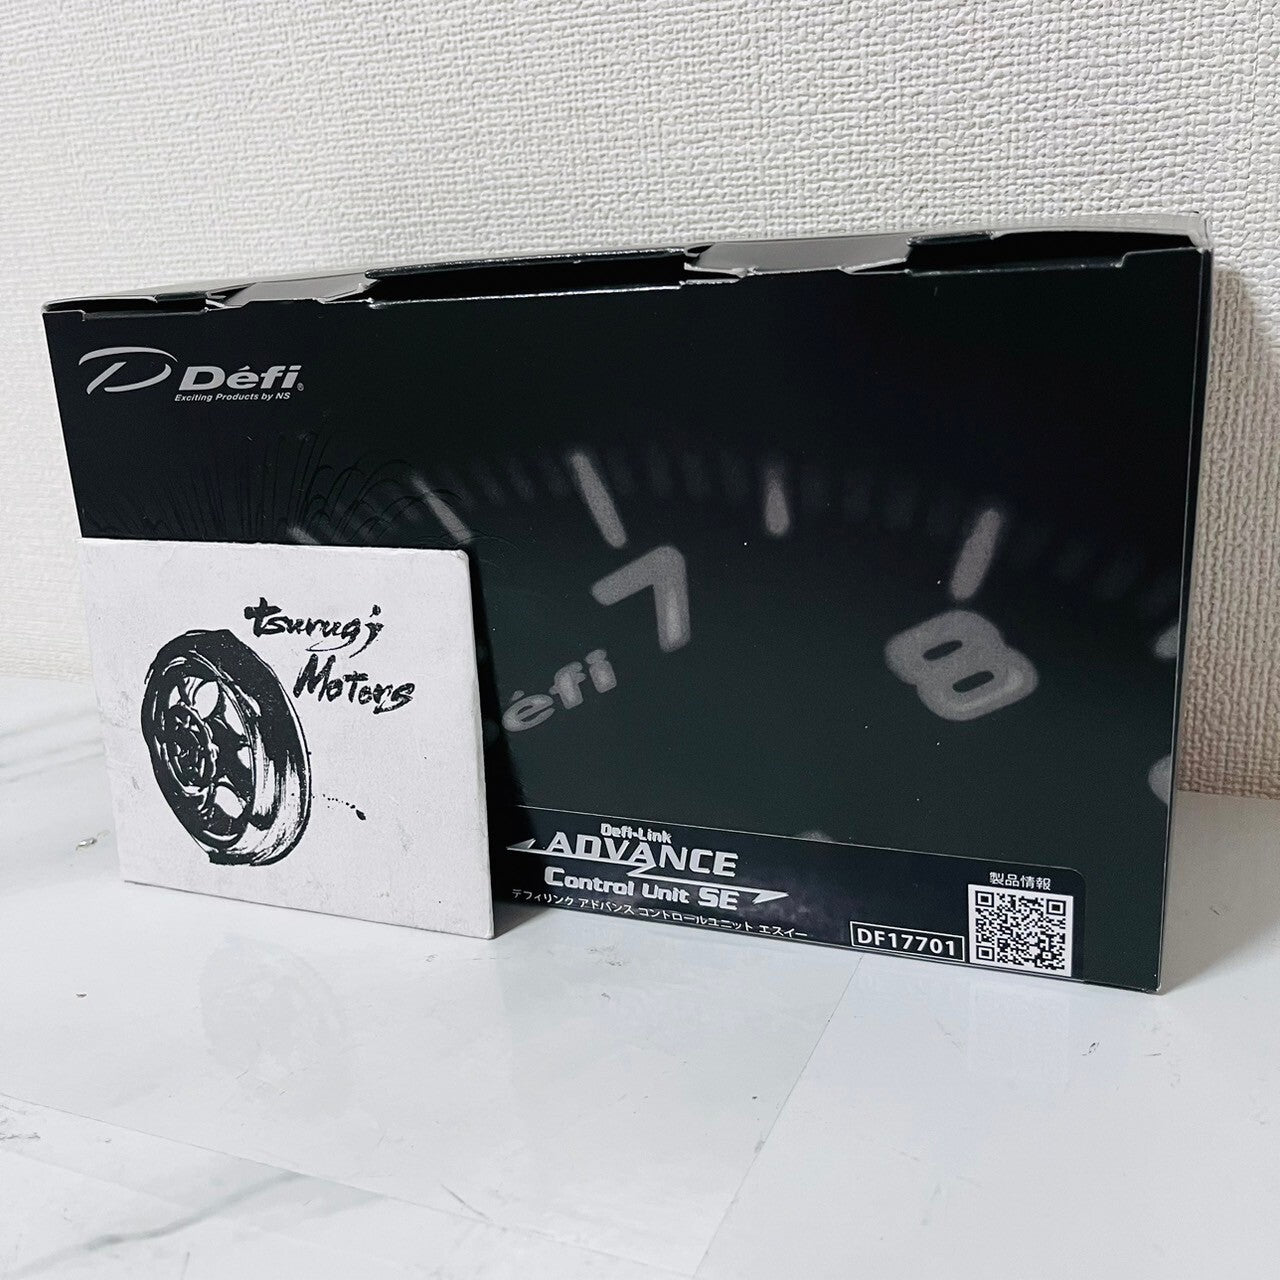 Défi
Exciting Products by NS
tsurugi
Motors
7
8
éfi
Defi-Link
ADVANCE
Control Unit SE
デフィリンク アドバンス コントロールユニット エスイー
DF17701
製品情報